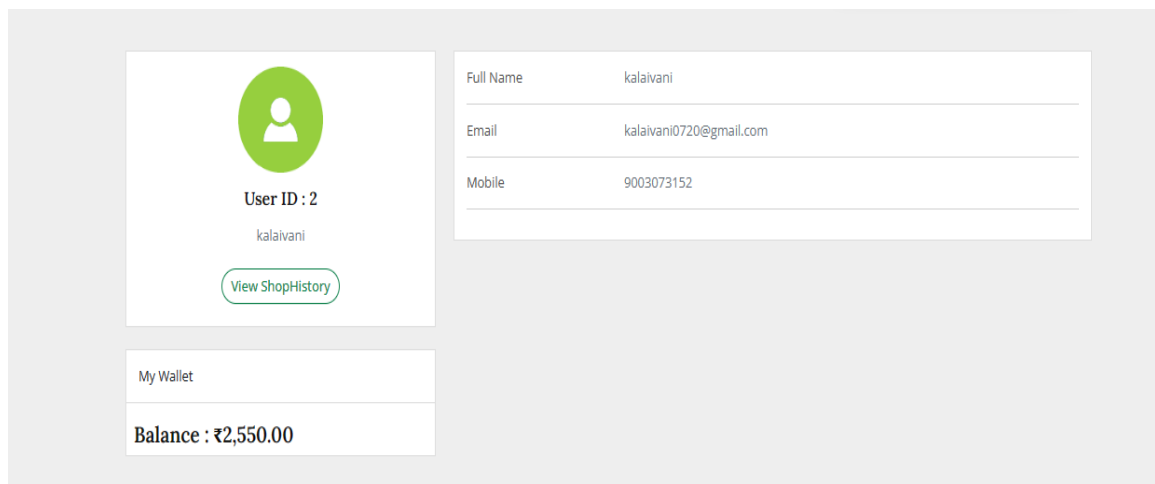 User ID : 2
kalaivani
View ShopHistory
My Wallet
Balance : ₹2,550.00
Full Name kalaivani
Email kalaivani0720@gmail.com
Mobile 9003073152